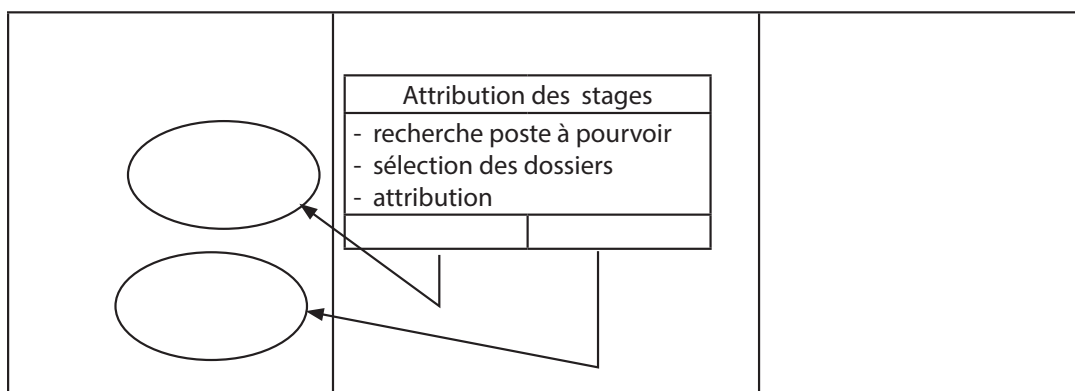 Attribution des stages
- recherche poste à pourvoir
- sélection des dossiers
- attribution